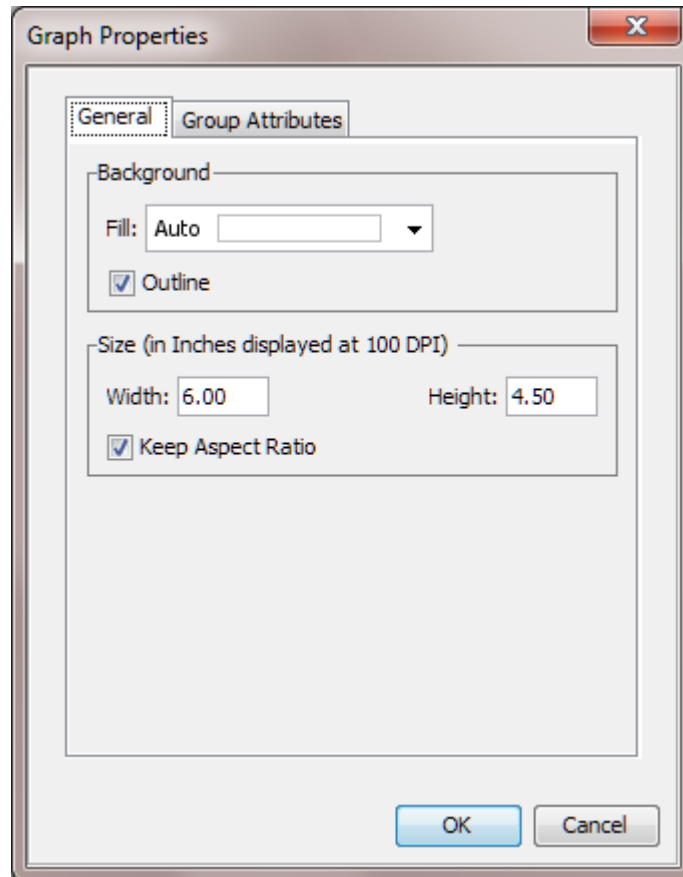 Graph Properties
General Group Attributes
Background
Fill: Auto
Outline
Size (in Inches displayed at 100 DPI)
Width: 6.00 Height: 4.50
Keep Aspect Ratio
OK Cancel